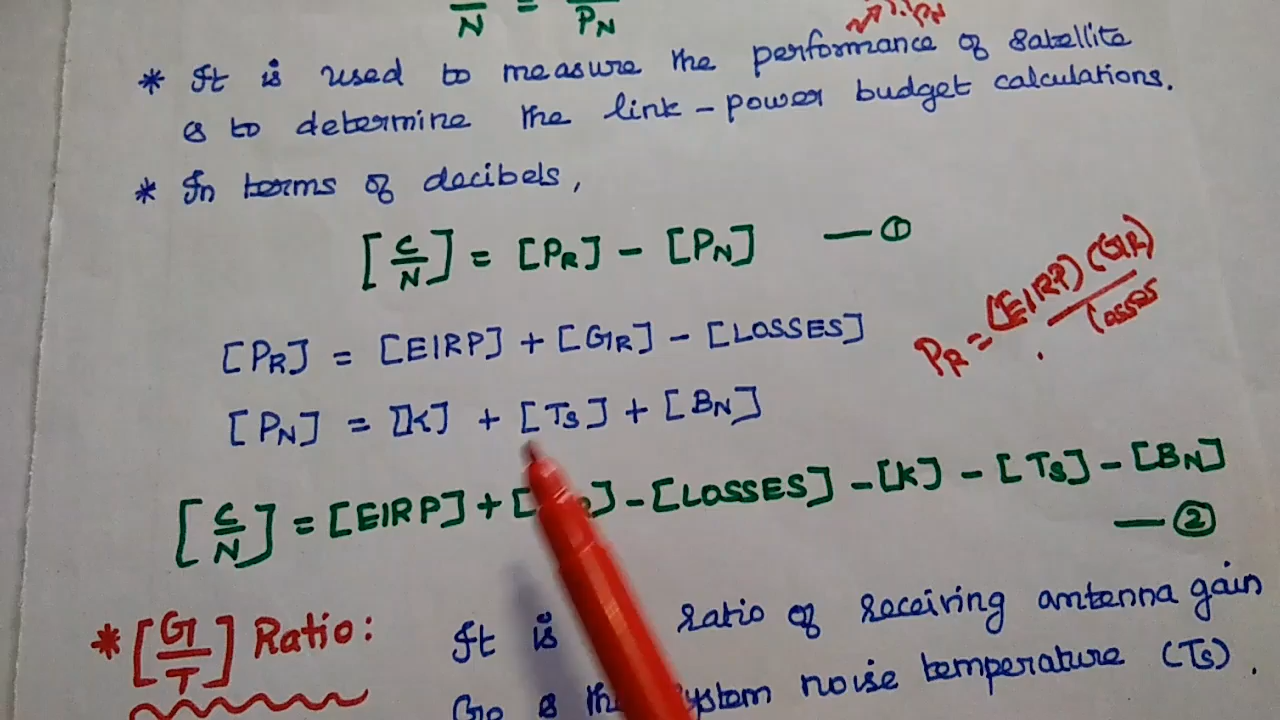 N = PN
* It is used to measure the performance of satellite
& to determine the link - power budget calculations.
* In terms of decibels,
[C/N] = [PR] - [PN] — ①
PR = (EIRP) (GR) / Losses
[PR] = [EIRP] + [GR] - [LOSSES]
[PN] = [K] + [TS] + [BN]
[C/N] = [EIRP] + [ ] - [LOSSES] - [K] - [TS] - [BN]
— ②
* [G/T] Ratio: It is ratio of receiving antenna gain
GR & the system noise temperature (TS).